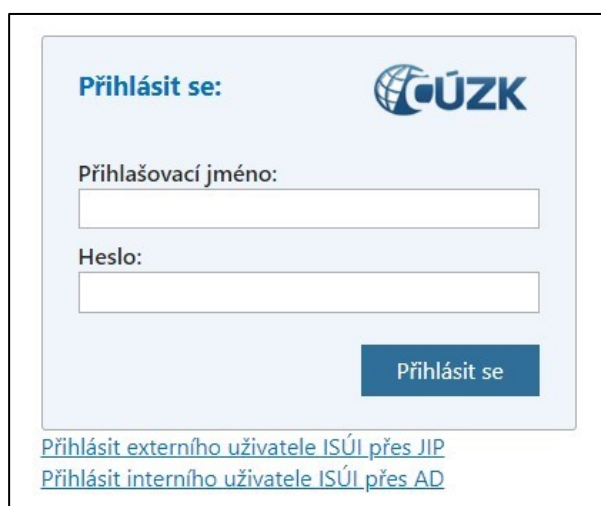 Přihlásit se:
ČÚZK
Přihlašovací jméno:
Heslo:
Přihlásit se
Přihlásit externího uživatele ISÚI přes JIP
Přihlásit interního uživatele ISÚI přes AD